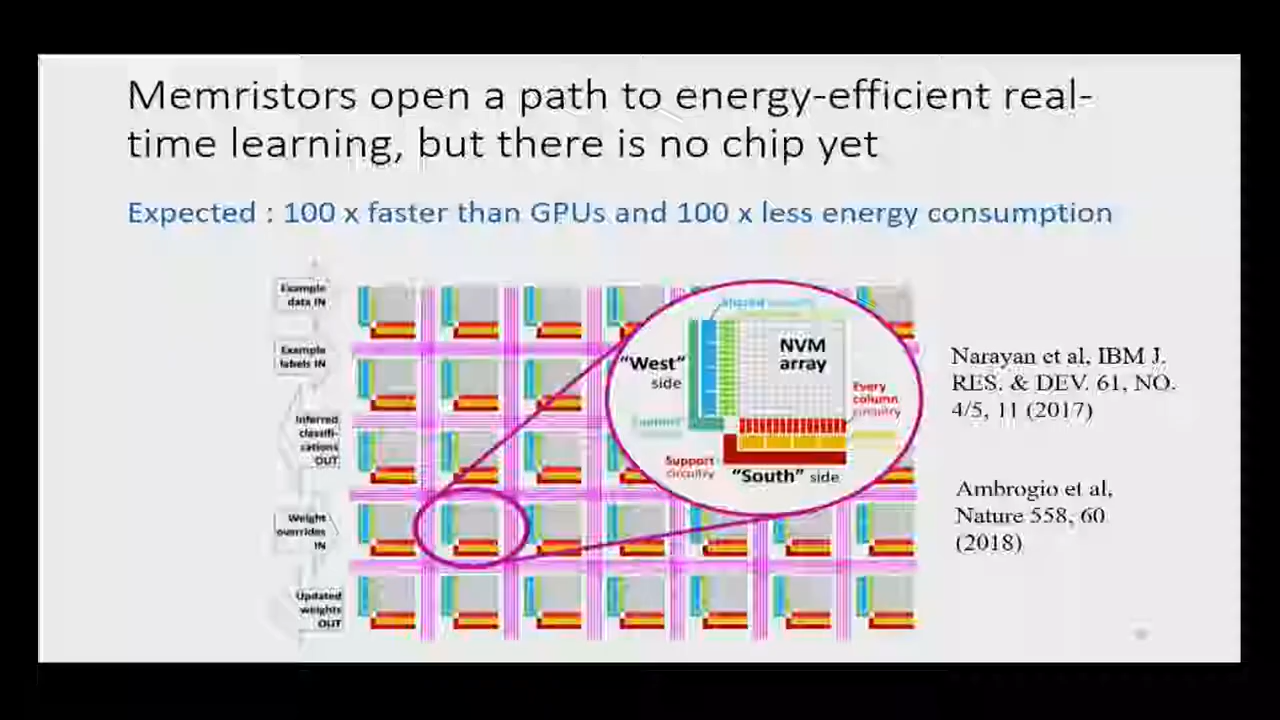 Memristors open a path to energy-efficient real-
time learning, but there is no chip yet
Expected : 100 x faster than GPUs and 100 x less energy consumption
Example
data IN
Example
labels IN
Inferred
classifi-
cations
OUT
Weight
overrides
IN
Updated
weights
OUT
Shared
"West"
side
NVM
array
Every
column
circuitry
Support
Support
circuitry
"South" side
Narayan et al, IBM J.
RES. & DEV. 61, NO.
4/5, 11 (2017)
Ambrogio et al,
Nature 558, 60
(2018)